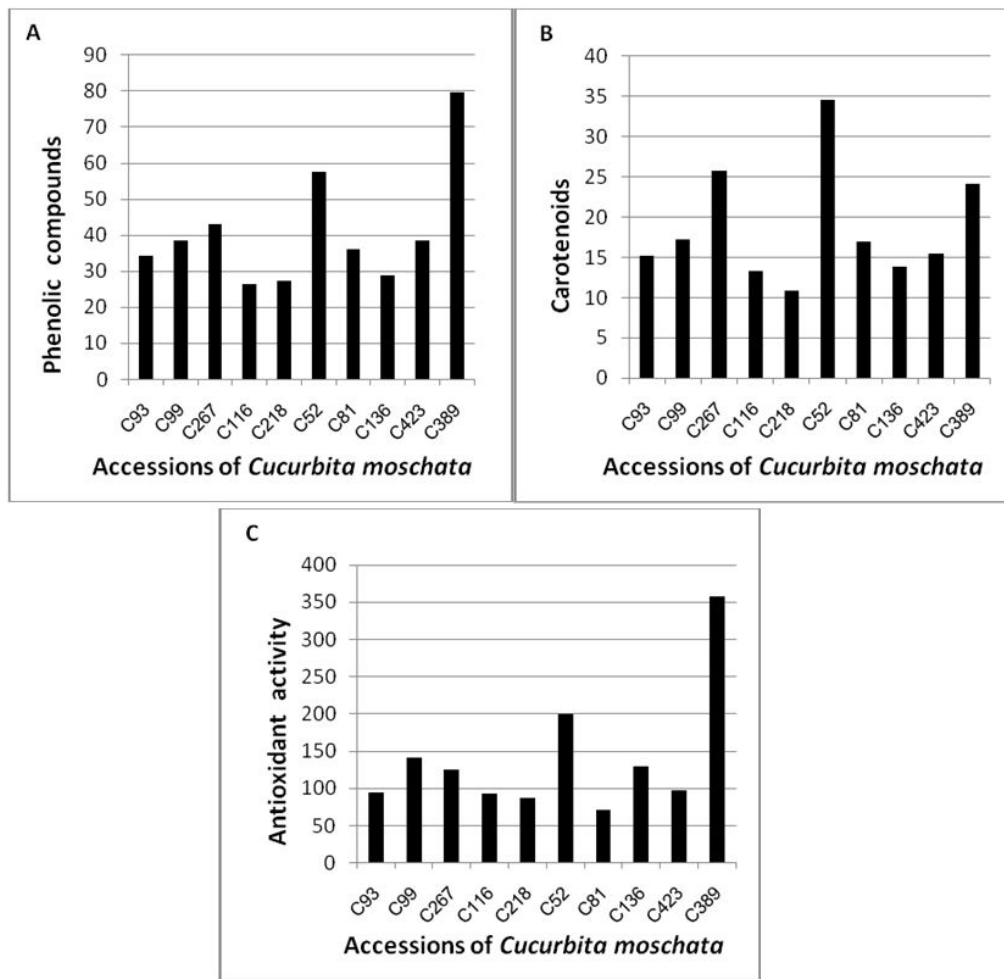 A
Phenolic compounds
90
80
70
60
50
40
30
20
10
0
C93 C99 C267 C116 C218 C52 C81 C136 C423 C389
Accessions of Cucurbita moschata
B
Carotenoids
40
35
30
25
20
15
10
5
0
C93 C99 C267 C116 C218 C52 C81 C136 C423 C389
Accessions of Cucurbita moschata
C
Antioxidant activity
400
350
300
250
200
150
100
50
0
C93 C99 C267 C116 C218 C52 C81 C136 C423 C389
Accessions of Cucurbita moschata